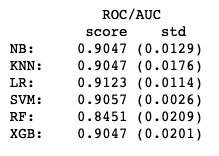 ROC/AUC
score std
NB: 0.9047 (0.0129)
KNN: 0.9047 (0.0176)
LR: 0.9123 (0.0114)
SVM: 0.9057 (0.0026)
RF: 0.8451 (0.0209)
XGB: 0.9047 (0.0201)